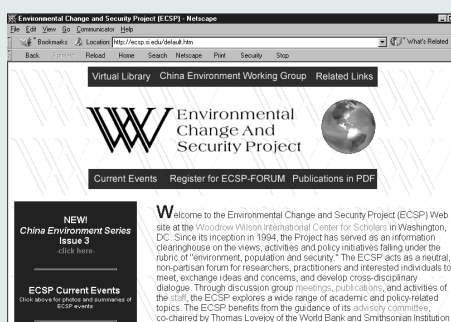 Environmental Change and Security Project (ECSP) - Netscape
File Edit View Go Communicator Help
Bookmarks Location: http://ecsp.si.edu/default.htm What's Related
Back Forward Reload Home Search Netscape Print Security Stop
Virtual Library China Environment Working Group Related Links
Environmental
Change And
Security Project
Current Events Register for ECSP-FORUM Publications in PDF
NEW!
China Environment Series
Issue 3
-click here-
ECSP Current Events
Click above for photos and summaries of
ECSP events
Welcome to the Environmental Change and Security Project (ECSP) Web
site at the Woodrow Wilson International Center for Scholars in Washington,
DC. Since its inception in 1994, the Project has served as an information
clearinghouse on the views, activities and policy initiatives falling under the
rubric of "environment, population and security." The ECSP acts as a neutral,
non-partisan forum for researchers, practitioners and interested individuals to
meet, exchange ideas and concerns, and develop cross-disciplinary
dialogue. Through discussion group meetings, publications, and activities of
the staff, the ECSP explores a wide range of academic and policy-related
topics. The ECSP benefits from the guidance of its advisory committee,
co-chaired by Thomas Lovejoy of the World Bank and Smithsonian Institution